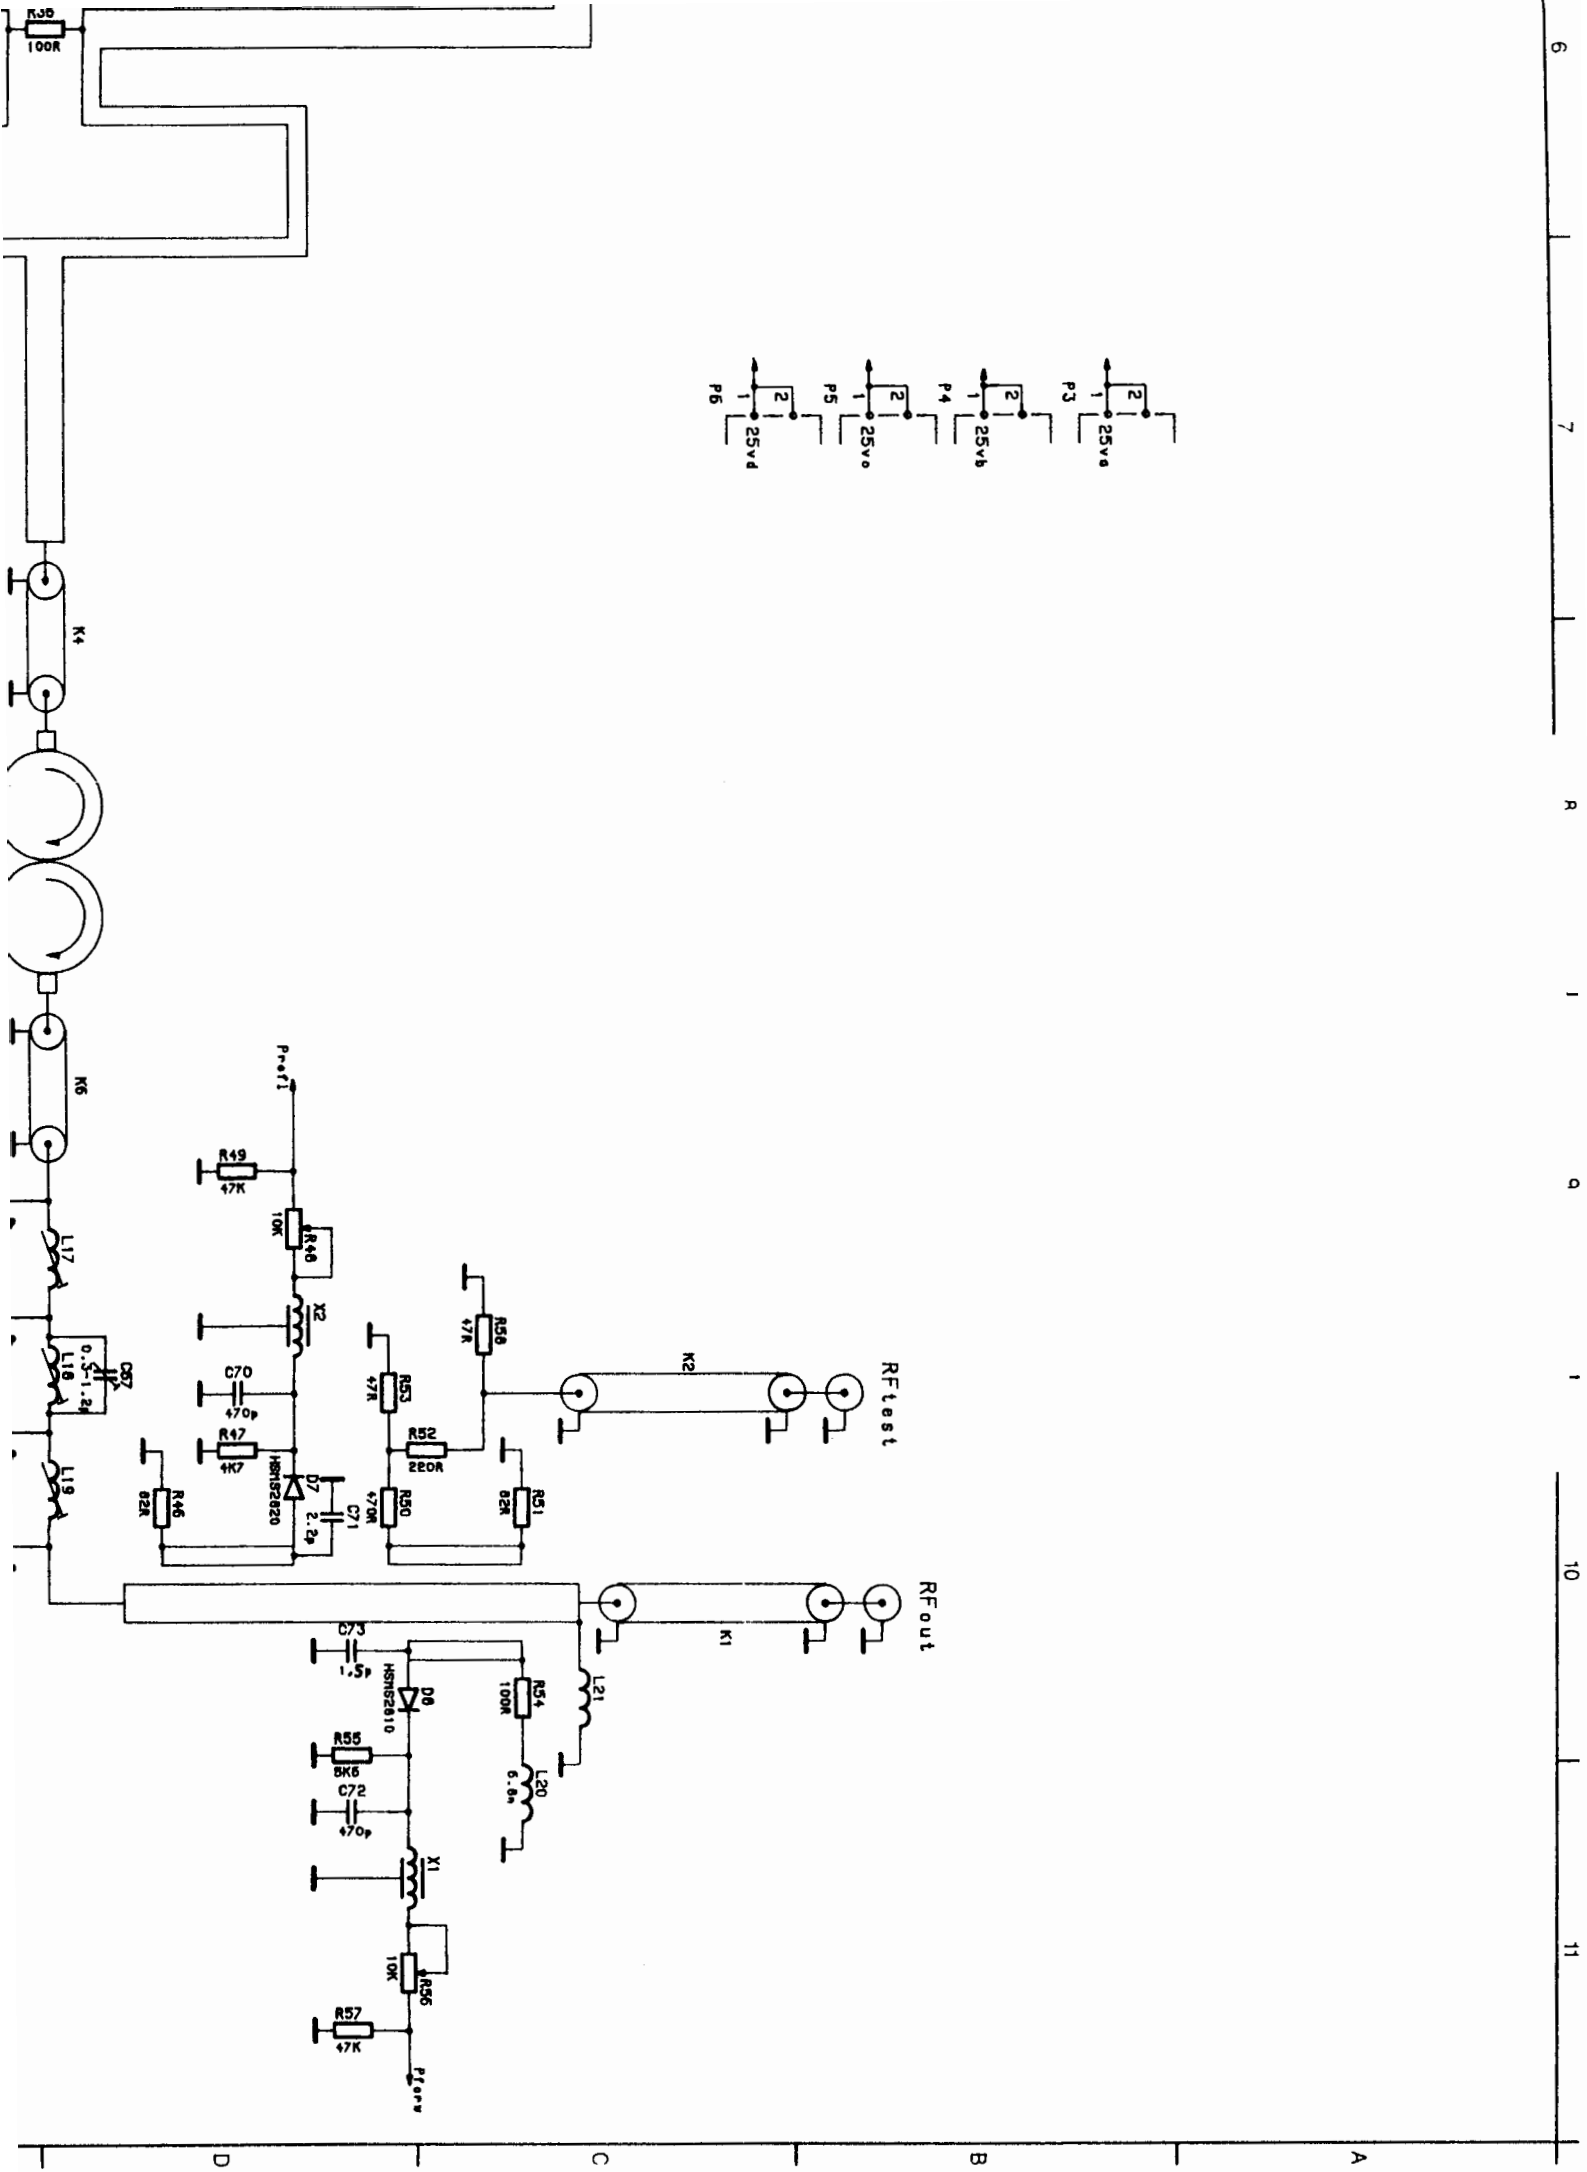 R36
100R
6
P6
1
2
25vd
P5
1
2
25vc
P4
1
2
25vb
P3
1
2
25va
7
K4
8
K6
Prefl
R49
47K
10K
R48
X2
C70
470p
R47
4K7
HSMS2820
D7
C71
2.2p
R46
82R
9
L17
L18
C67
0.3-1.2p
L19
R58
47R
R53
47R
R52
220R
R50
470R
R51
82R
K2
RFtest
RFout
K1
10
C73
1.5p
HSMS2810
D8
R54
100R
L21
L20
6.8n
R55
5K6
C72
470p
X1
10K
R56
R57
47K
Pforw
11
D
C
B
A